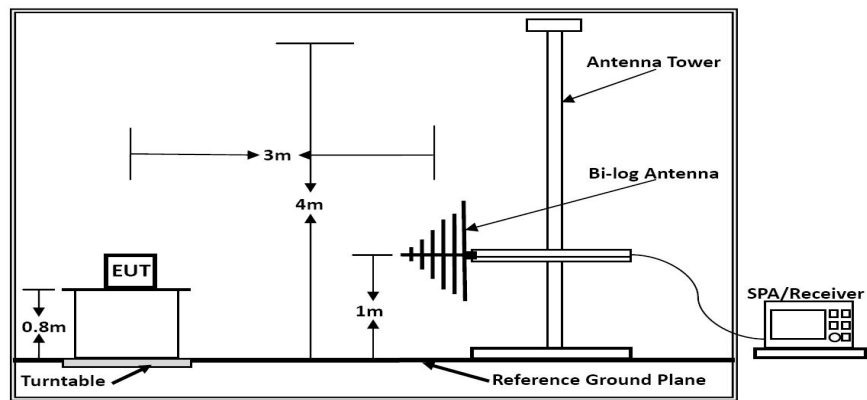 Antenna Tower
3m
Bi-log Antenna
4m
EUT
SPA/Receiver
0.8m
1m
Turntable
Reference Ground Plane